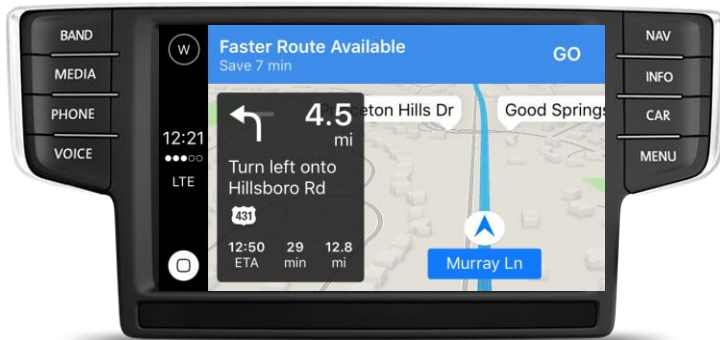 BAND
MEDIA
PHONE
VOICE
W
12:21
LTE
Faster Route Available
Save 7 min
GO
4.5
mi
Turn left onto
Hillsboro Rd
431
12:50 29 12.8
ETA min mi
eton Hills Dr
Good Springs
Murray Ln
NAV
INFO
CAR
MENU